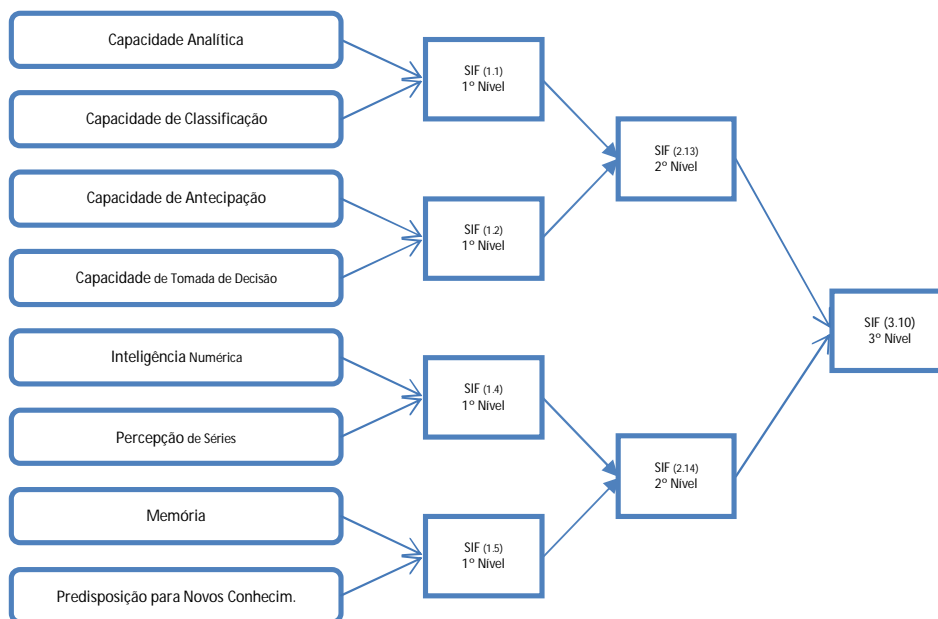 Capacidade Analítica
Capacidade de Classificação
Capacidade de Antecipação
Capacidade de Tomada de Decisão
Inteligência Numérica
Percepção de Séries
Memória
Predisposição para Novos Conhecim.
SIF (1.1)
1º Nível
SIF (1.2)
1º Nível
SIF (1.4)
1º Nível
SIF (1.5)
1º Nível
SIF (2.13)
2º Nível
SIF (2.14)
2º Nível
SIF (3.10)
3º Nível